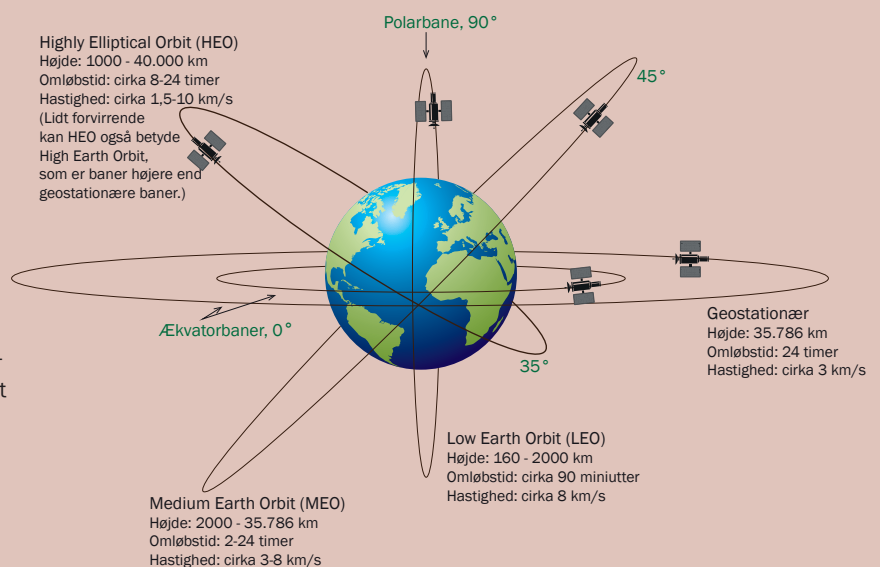 Polarbane, 90°
Highly Elliptical Orbit (HEO)
Højde: 1000 - 40.000 km
Omløbstid: cirka 8-24 timer
Hastighed: cirka 1,5-10 km/s
(Lidt forvirrende
kan HEO også betyde
High Earth Orbit,
som er baner højere end
geostationære baner.)
45°
Ækvatorbaner, 0°
Geostationær
Højde: 35.786 km
Omløbstid: 24 timer
Hastighed: cirka 3 km/s
35°
Low Earth Orbit (LEO)
Højde: 160 - 2000 km
Omløbstid: cirka 90 miniutter
Hastighed: cirka 8 km/s
Medium Earth Orbit (MEO)
Højde: 2000 - 35.786 km
Omløbstid: 2-24 timer
Hastighed: cirka 3-8 km/s